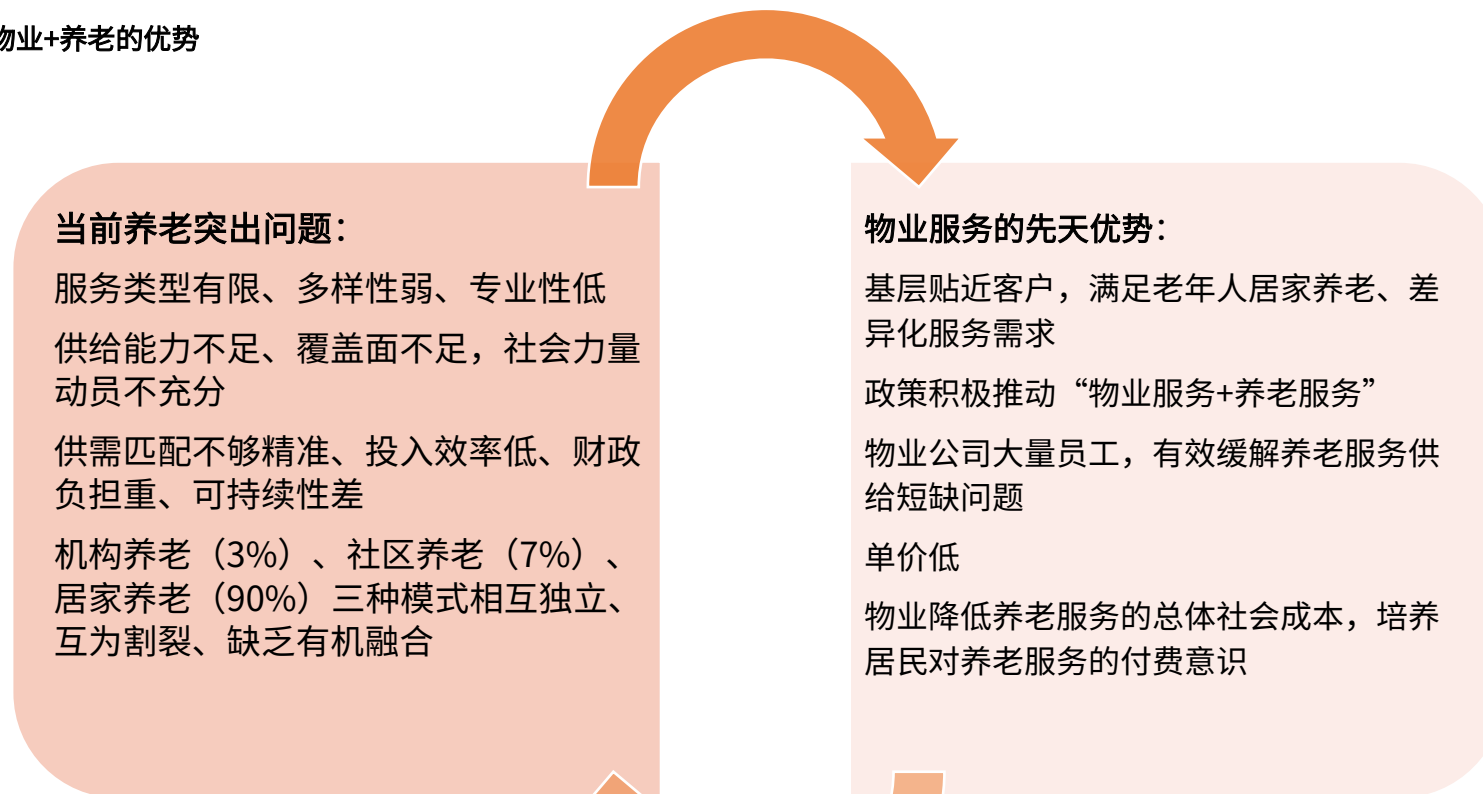 物业+养老的优势
当前养老突出问题：
服务类型有限、多样性弱、专业性低
供给能力不足、覆盖面不足，社会力量
动员不充分
供需匹配不够精准、投入效率低、财政
负担重、可持续性差
机构养老（3%）、社区养老（7%）、
居家养老（90%）三种模式相互独立、
互为割裂、缺乏有机融合
物业服务的先天优势：
基层贴近客户，满足老年人居家养老、差
异化服务需求
政策积极推动“物业服务+养老服务”
物业公司大量员工，有效缓解养老服务供
给短缺问题
单价低
物业降低养老服务的总体社会成本，培养
居民对养老服务的付费意识